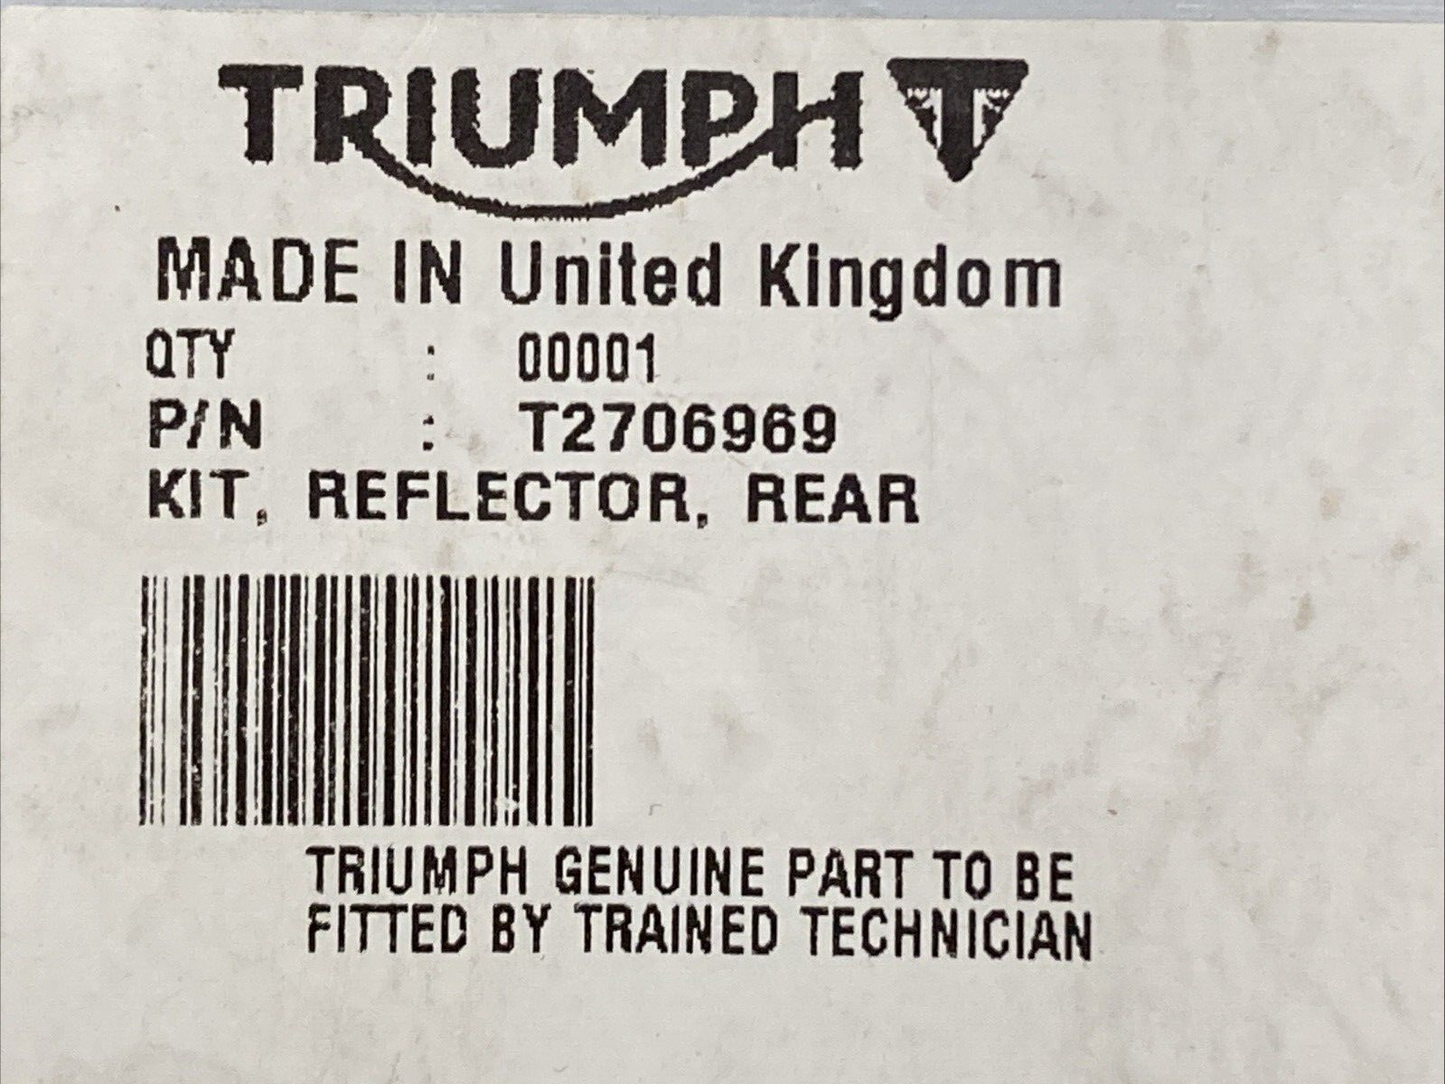 TRIUMPH
MADE IN United Kingdom
QTY : 00001
P/N : T2706969
KIT, REFLECTOR, REAR
TRIUMPH GENUINE PART TO BE
FITTED BY TRAINED TECHNICIAN